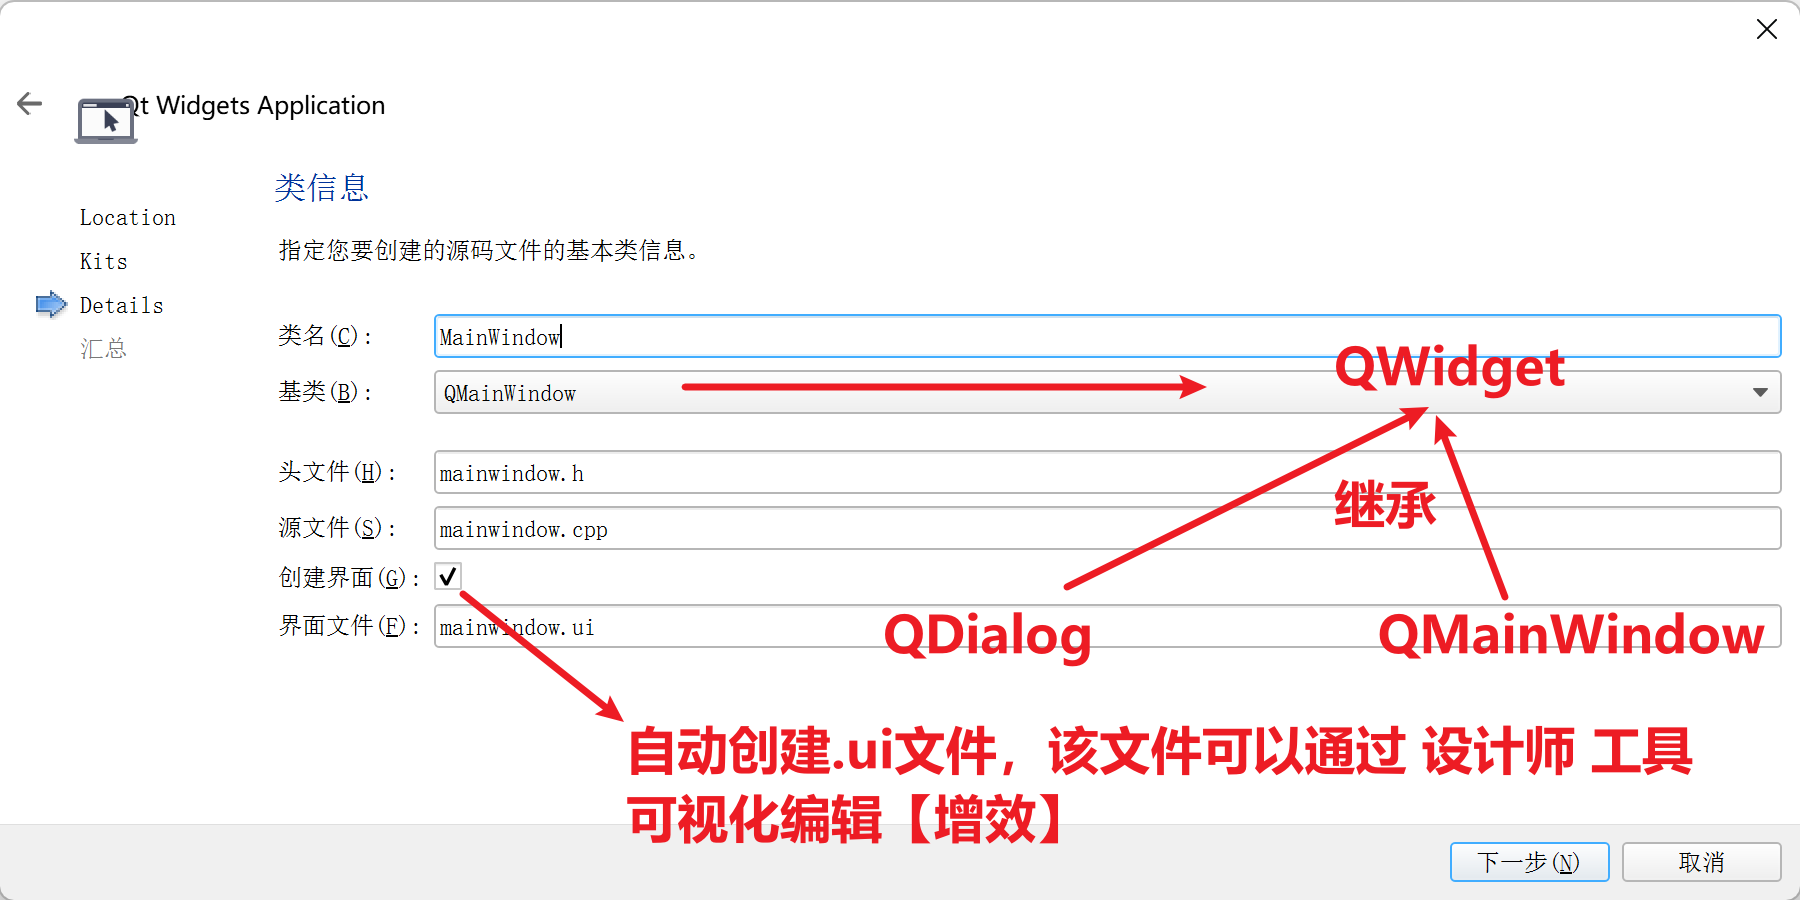 Qt Widgets Application
类信息
Location
Kits
Details
汇总
指定您要创建的源码文件的基本类信息。
类名(C):
MainWindow
基类(B):
QMainWindow
QWidget
头文件(H):
mainwindow.h
继承
源文件(S):
mainwindow.cpp
创建界面(G):
界面文件(F):
mainwindow.ui
QDialog
QMainWindow
自动创建.ui文件，该文件可以通过 设计师 工具
可视化编辑【增效】
下一步(N)
取消